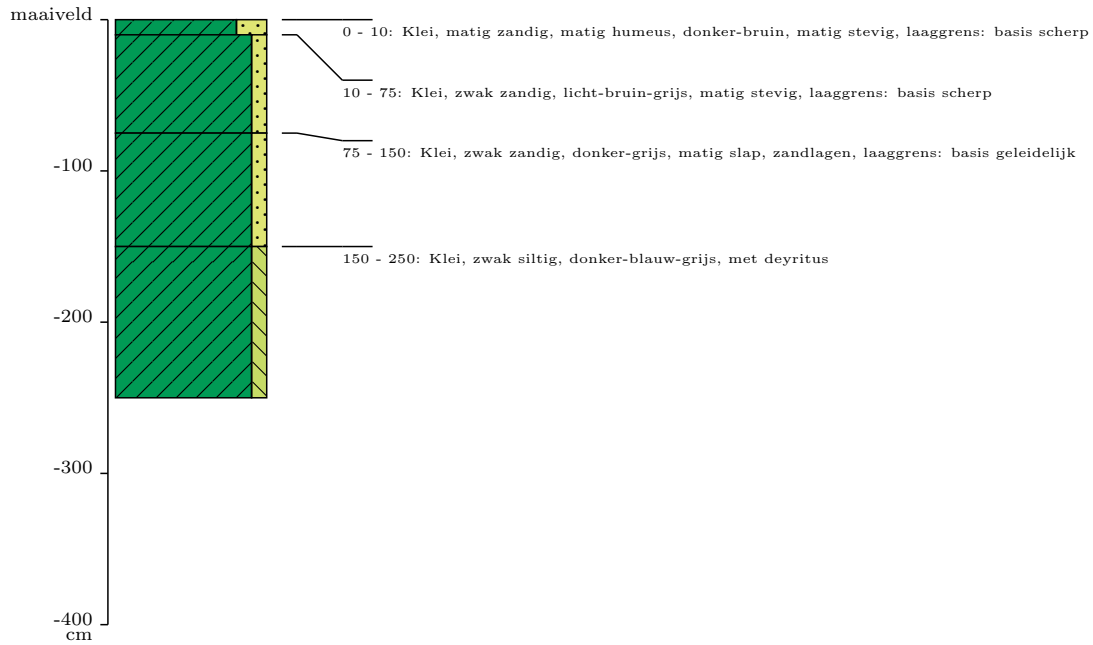 maaiveld
0 - 10: Klei, matig zandig, matig humeus, donker-bruin, matig stevig, laaggrens: basis scherp
10 - 75: Klei, zwak zandig, licht-bruin-grijs, matig stevig, laaggrens: basis scherp
75 - 150: Klei, zwak zandig, donker-grijs, matig slap, zandlagen, laaggrens: basis geleidelijk
-100
150 - 250: Klei, zwak siltig, donker-blauw-grijs, met deyritus
-200
-300
-400
cm